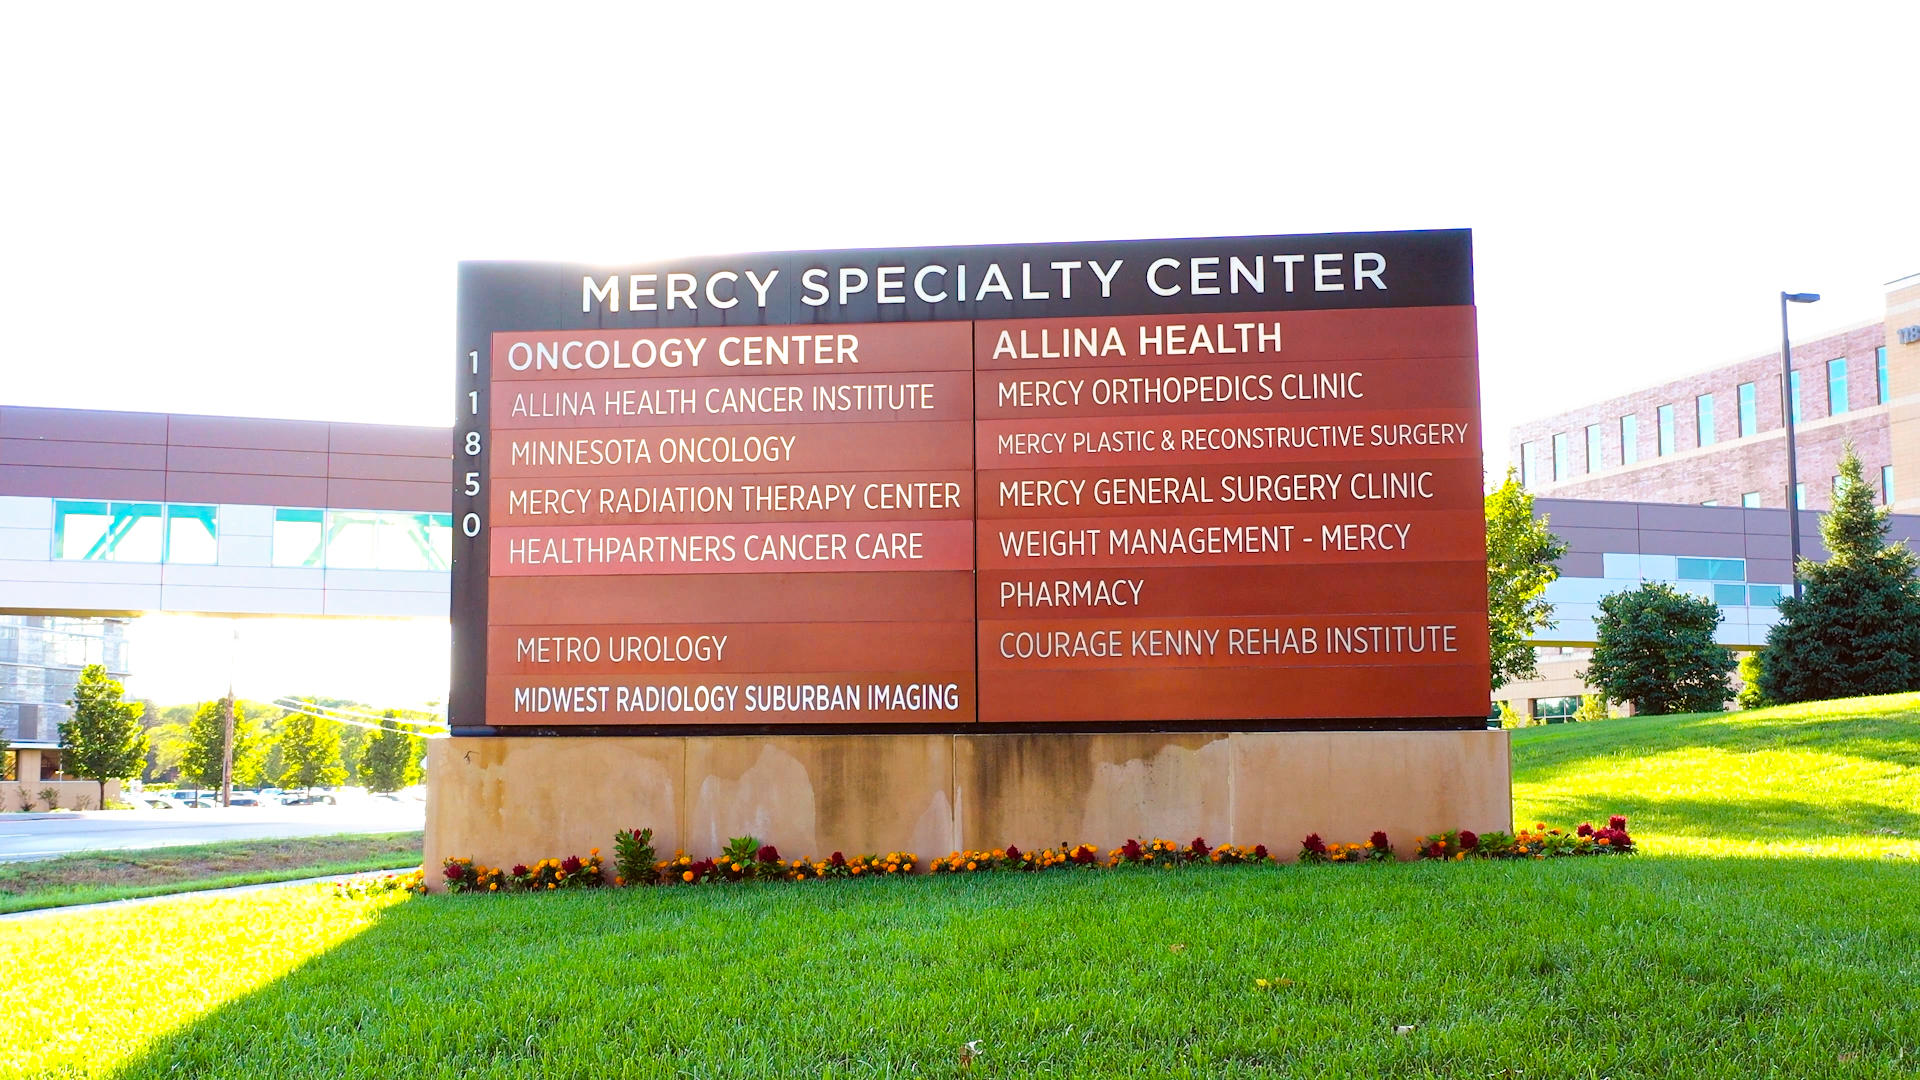 MERCY SPECIALTY CENTER
11850
ONCOLOGY CENTER
ALLINA HEALTH CANCER INSTITUTE
MINNESOTA ONCOLOGY
MERCY RADIATION THERAPY CENTER
HEALTHPARTNERS CANCER CARE
METRO UROLOGY
MIDWEST RADIOLOGY SUBURBAN IMAGING
ALLINA HEALTH
MERCY ORTHOPEDICS CLINIC
MERCY PLASTIC & RECONSTRUCTIVE SURGERY
MERCY GENERAL SURGERY CLINIC
WEIGHT MANAGEMENT - MERCY
PHARMACY
COURAGE KENNY REHAB INSTITUTE